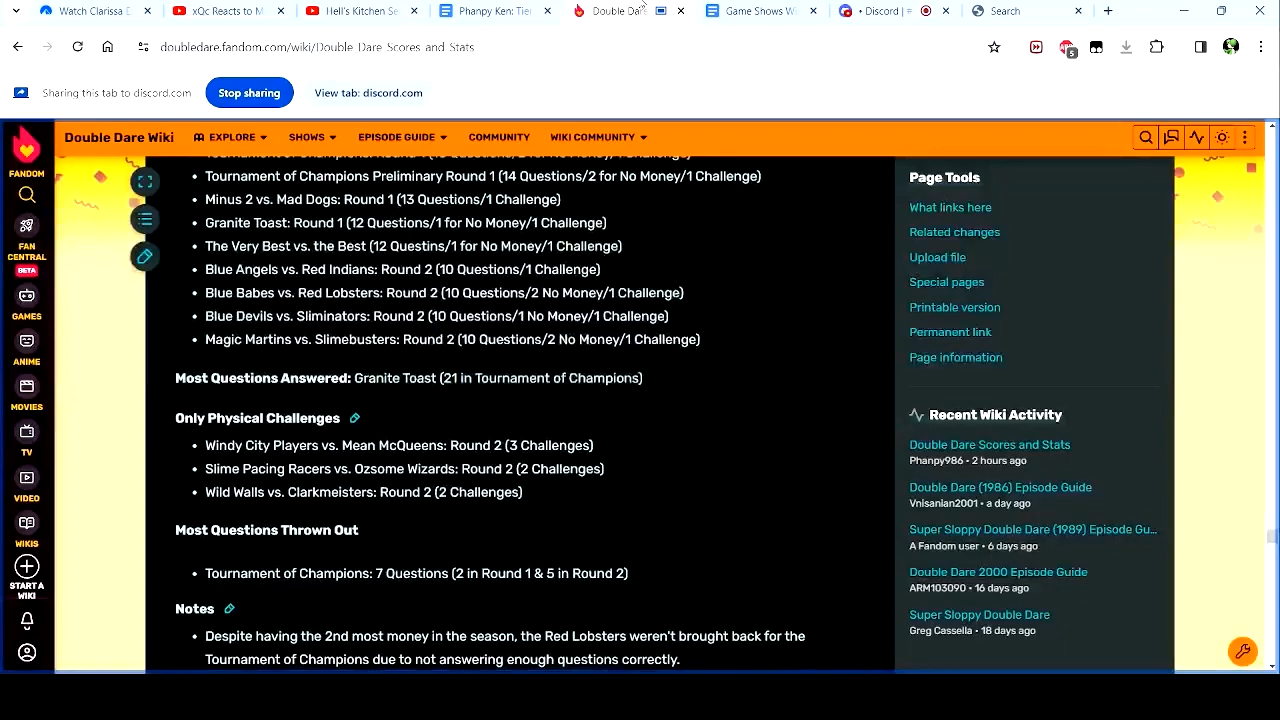 Watch Clarissa E
xQc Reacts to M
Hell's Kitchen Se
Phanpy Ken: Tie
Double Dar
Game Shows Wi
• Discord | #
Search
doubledare.fandom.com/wiki/Double_Dare_Scores_and_Stats
5
Sharing this tab to discord.com
Stop sharing
View tab: discord.com
FANDOM
FAN CENTRAL
BETA
GAMES
ANIME
MOVIES
TV
VIDEO
WIKIS
START A WIKI
Double Dare Wiki
EXPLORE
SHOWS
EPISODE GUIDE
COMMUNITY
WIKI COMMUNITY
• Tournament of Champions Preliminary Round 1 (14 Questions/2 for No Money/1 Challenge)
• Minus 2 vs. Mad Dogs: Round 1 (13 Questions/1 Challenge)
• Granite Toast: Round 1 (12 Questions/1 for No Money/1 Challenge)
• The Very Best vs. the Best (12 Questins/1 for No Money/1 Challenge)
• Blue Angels vs. Red Indians: Round 2 (10 Questions/1 Challenge)
• Blue Babes vs. Red Lobsters: Round 2 (10 Questions/2 No Money/1 Challenge)
• Blue Devils vs. Sliminators: Round 2 (10 Questions/1 No Money/1 Challenge)
• Magic Martins vs. Slimebusters: Round 2 (10 Questions/2 No Money/1 Challenge)
Most Questions Answered: Granite Toast (21 in Tournament of Champions)
Only Physical Challenges
• Windy City Players vs. Mean McQueens: Round 2 (3 Challenges)
• Slime Pacing Racers vs. Ozsome Wizards: Round 2 (2 Challenges)
• Wild Walls vs. Clarkmeisters: Round 2 (2 Challenges)
Most Questions Thrown Out
• Tournament of Champions: 7 Questions (2 in Round 1 & 5 in Round 2)
Notes
• Despite having the 2nd most money in the season, the Red Lobsters weren't brought back for the
Tournament of Champions due to not answering enough questions correctly.
Page Tools
What links here
Related changes
Upload file
Special pages
Printable version
Permanent link
Page information
Recent Wiki Activity
Double Dare Scores and Stats
Phanpy986 • 2 hours ago
Double Dare (1986) Episode Guide
Vnisanian2001 • a day ago
Super Sloppy Double Dare (1989) Episode Gu...
A Fandom user • 6 days ago
Double Dare 2000 Episode Guide
ARM103090 • 16 days ago
Super Sloppy Double Dare
Greg Cassella • 18 days ago